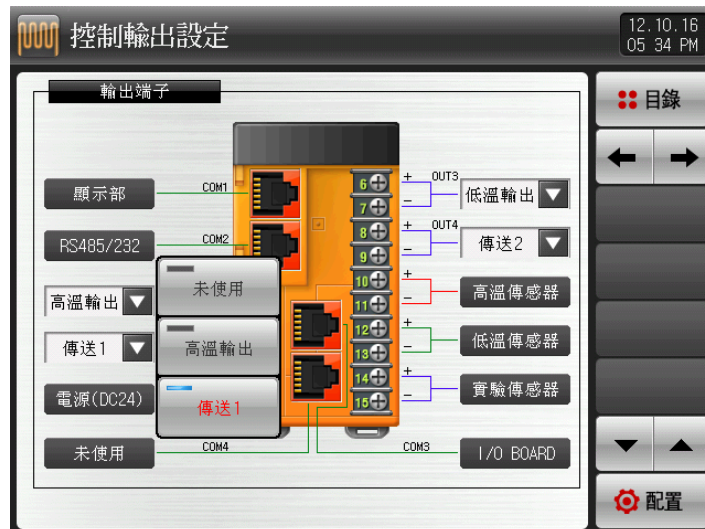 控制輸出設定
12.10.16
05 34 PM
輸出端子
目錄
顯示部
COM1
RS485/232
COM2
高溫輸出
傳送1
電源(DC24)
未使用
COM4
未使用
高溫輸出
傳送1
6
7
8
9
10
11
12
13
14
15
+ OUT3
-
低溫輸出
+ OUT4
-
傳送2
+
-
高溫傳感器
+
-
低溫傳感器
+
-
實驗傳感器
COM3
I/O BOARD
配置